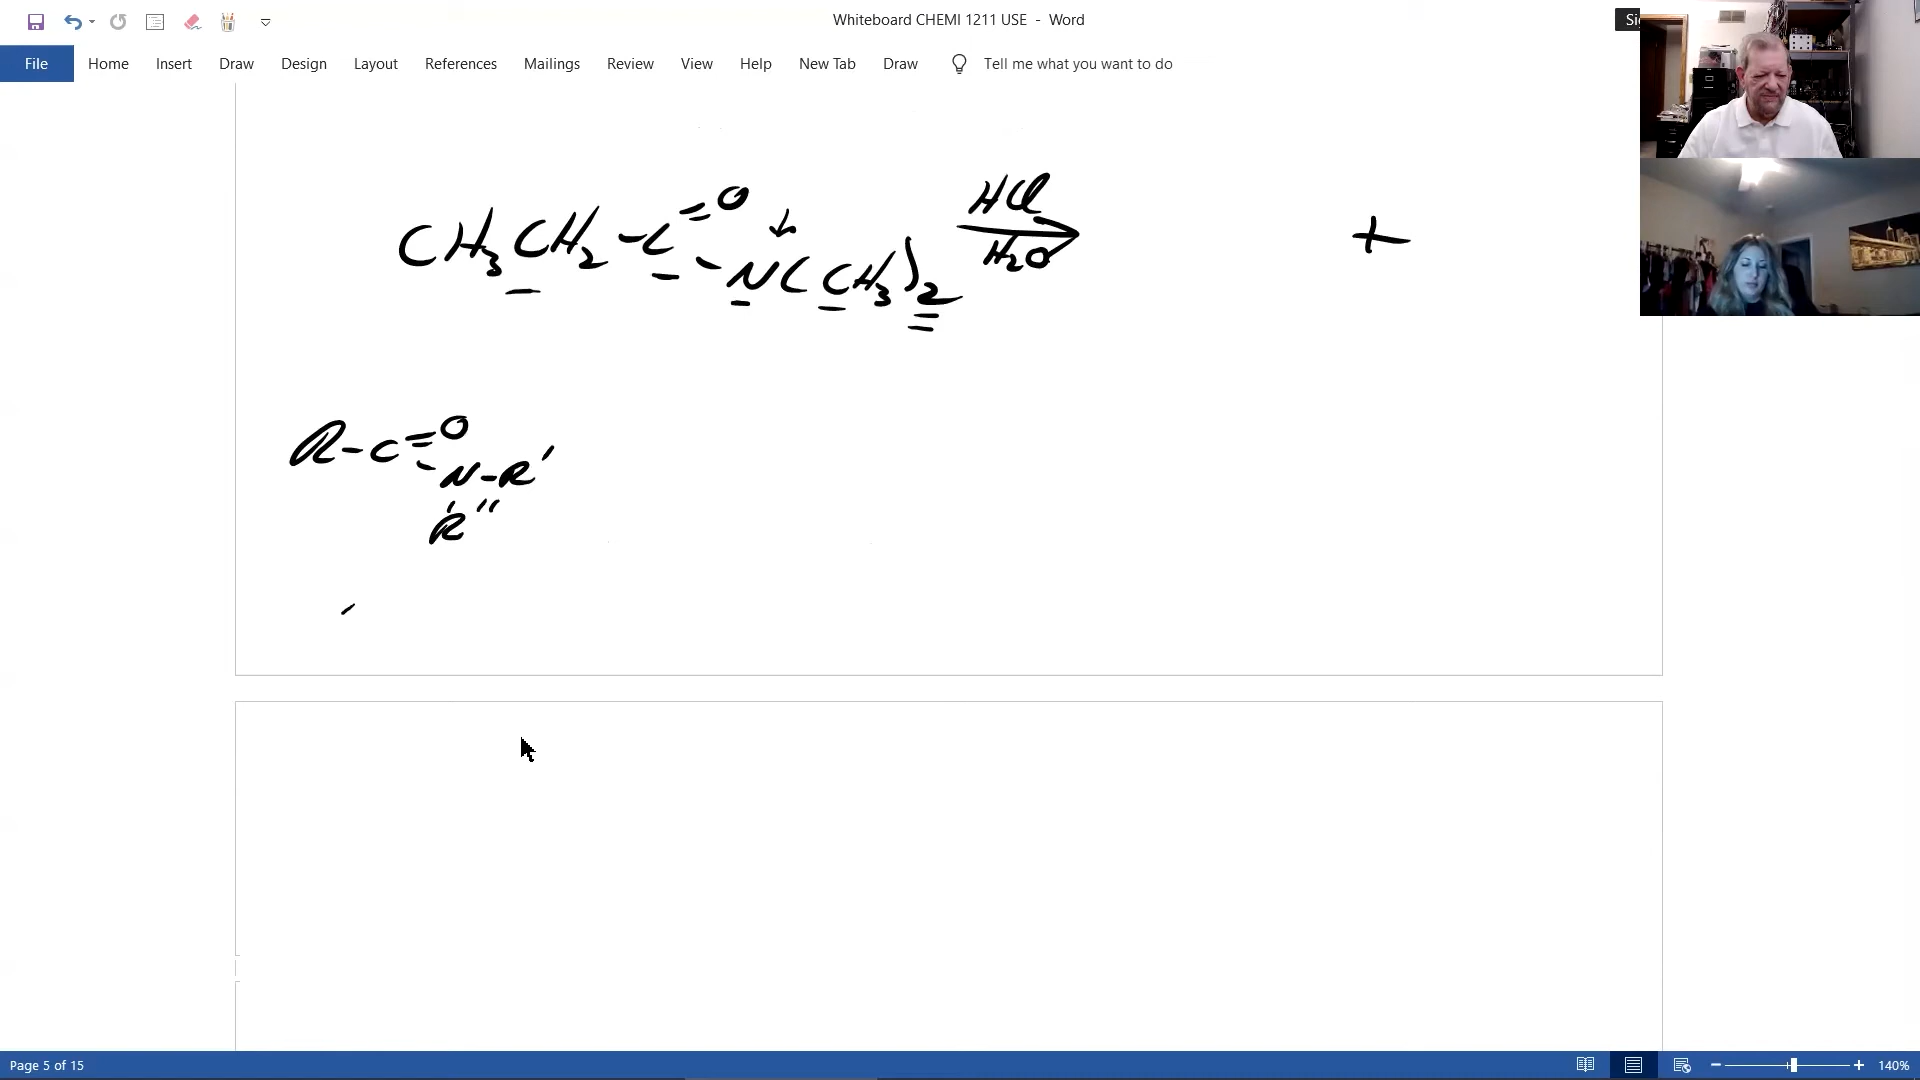 Whiteboard CHEMI 1211 USE - Word
Si
File Home Insert Draw Design Layout References Mailings Review View Help New Tab Draw Tell me what you want to do
CH₃CH₂-C=O
-N(CH₃)₂
HCl
H₂O
+
R-C=O
-N-R'
R"
Page 5 of 15
140%